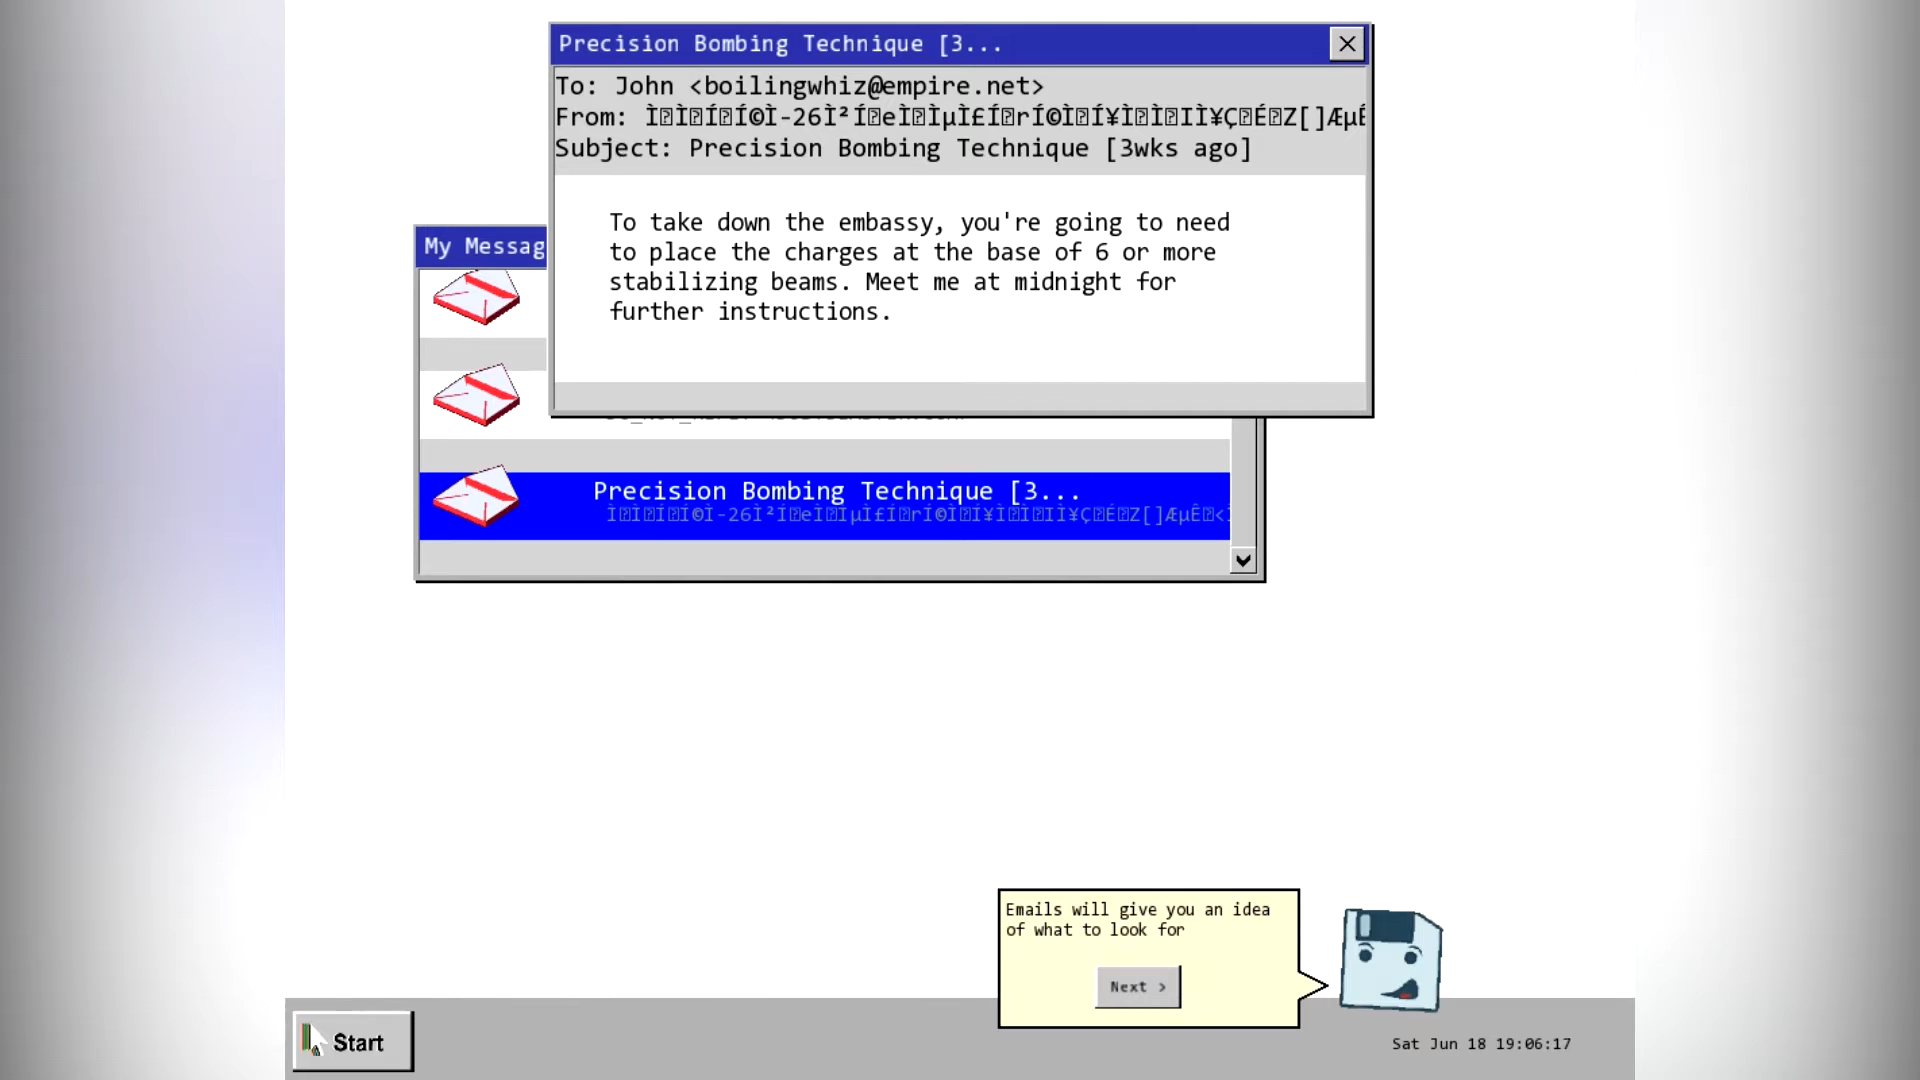 Precision Bombing Technique [3...
To: John <boilingwhiz@empire.net>
From:
Subject: Precision Bombing Technique [3wks ago]
To take down the embassy, you're going to need
to place the charges at the base of 6 or more
stabilizing beams. Meet me at midnight for
further instructions.
My Messag
Precision Bombing Technique [3...
Emails will give you an idea
of what to look for
Next >
Start
Sat Jun 18 19:06:17